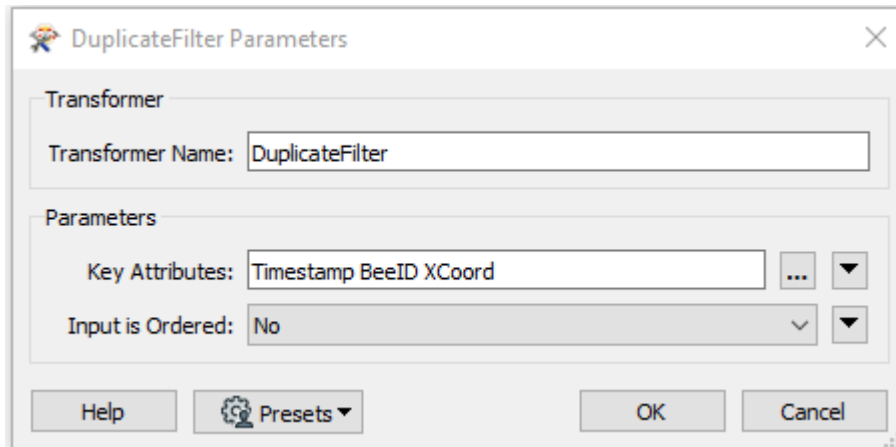 DuplicateFilter Parameters
Transformer
Transformer Name: DuplicateFilter
Parameters
Key Attributes: Timestamp BeeID XCoord ...
Input is Ordered: No
Help Presets OK Cancel